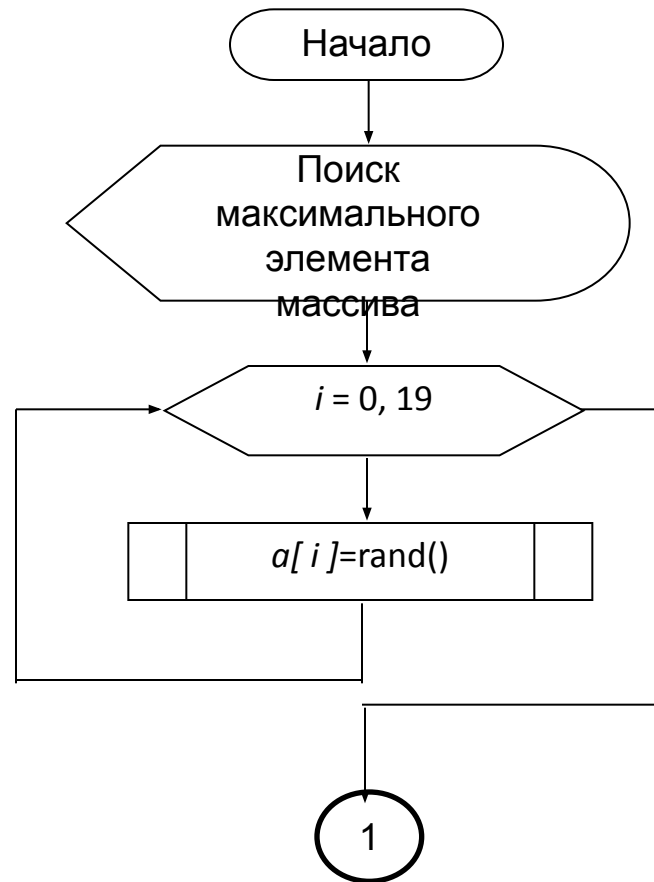 Начало
Поиск
максимального
элемента
массива
i = 0, 19
a[ i ]=rand()
1